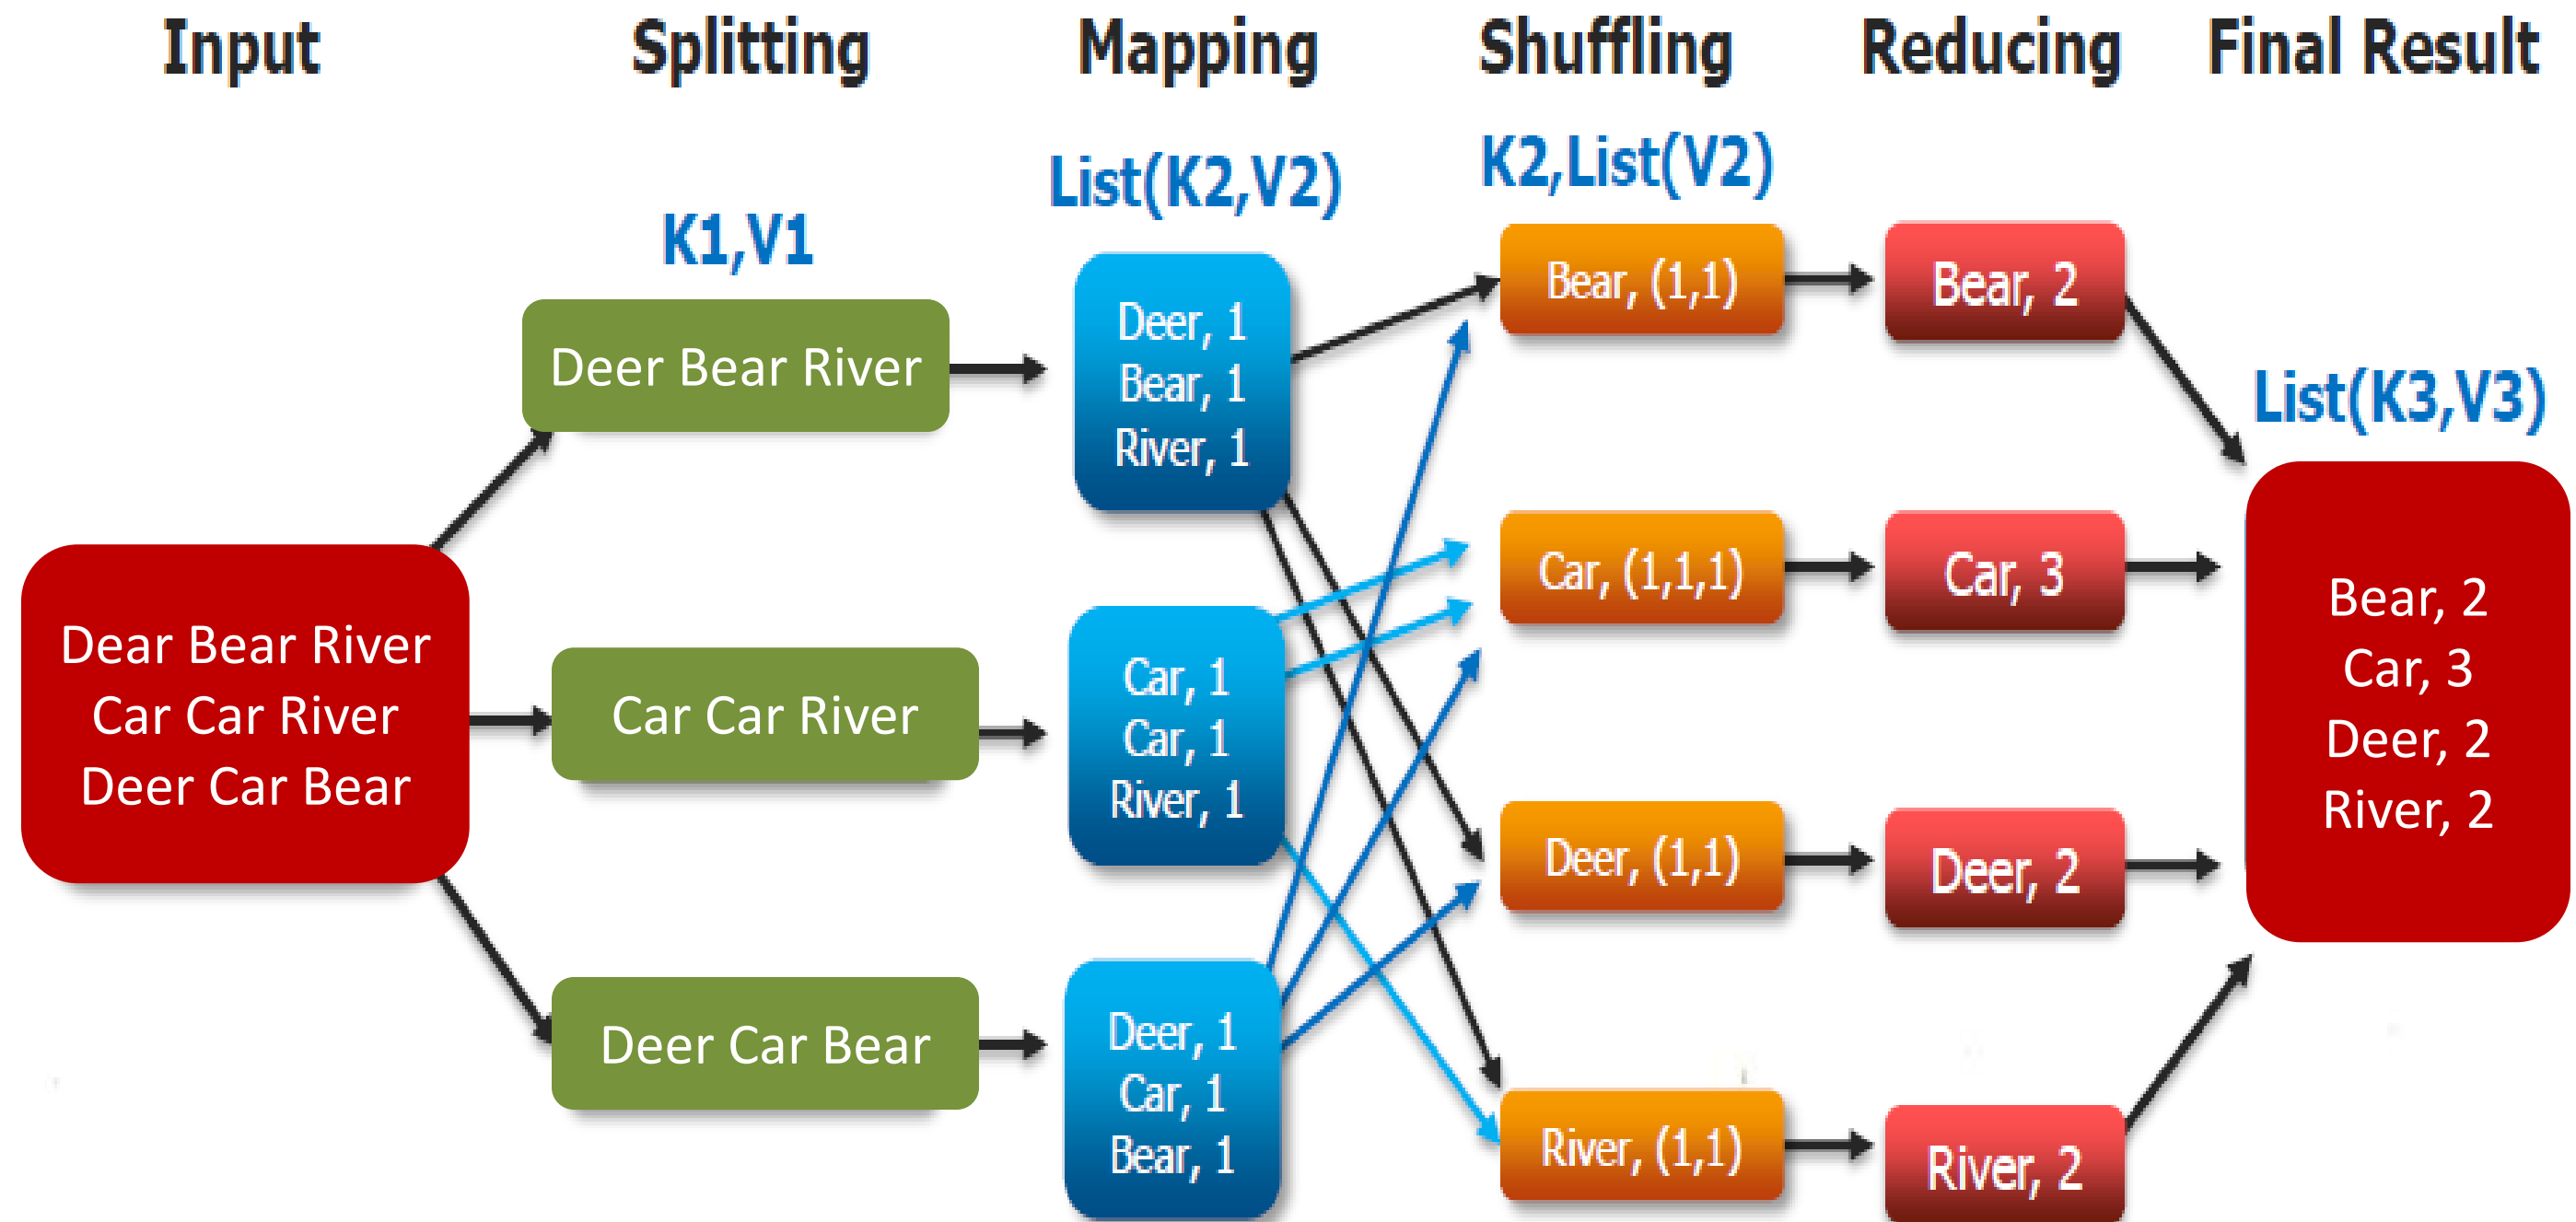 Input
Splitting
Mapping
Shuffling
Reducing
Final Result
K1,V1
List(K2,V2)
K2,List(V2)
List(K3,V3)
Dear Bear River
Car Car River
Deer Car Bear
Deer Bear River
Car Car River
Deer Car Bear
Deer, 1
Bear, 1
River, 1
Car, 1
Car, 1
River, 1
Deer, 1
Car, 1
Bear, 1
Bear, (1,1)
Car, (1,1,1)
Deer, (1,1)
River, (1,1)
Bear, 2
Car, 3
Deer, 2
River, 2
Bear, 2
Car, 3
Deer, 2
River, 2